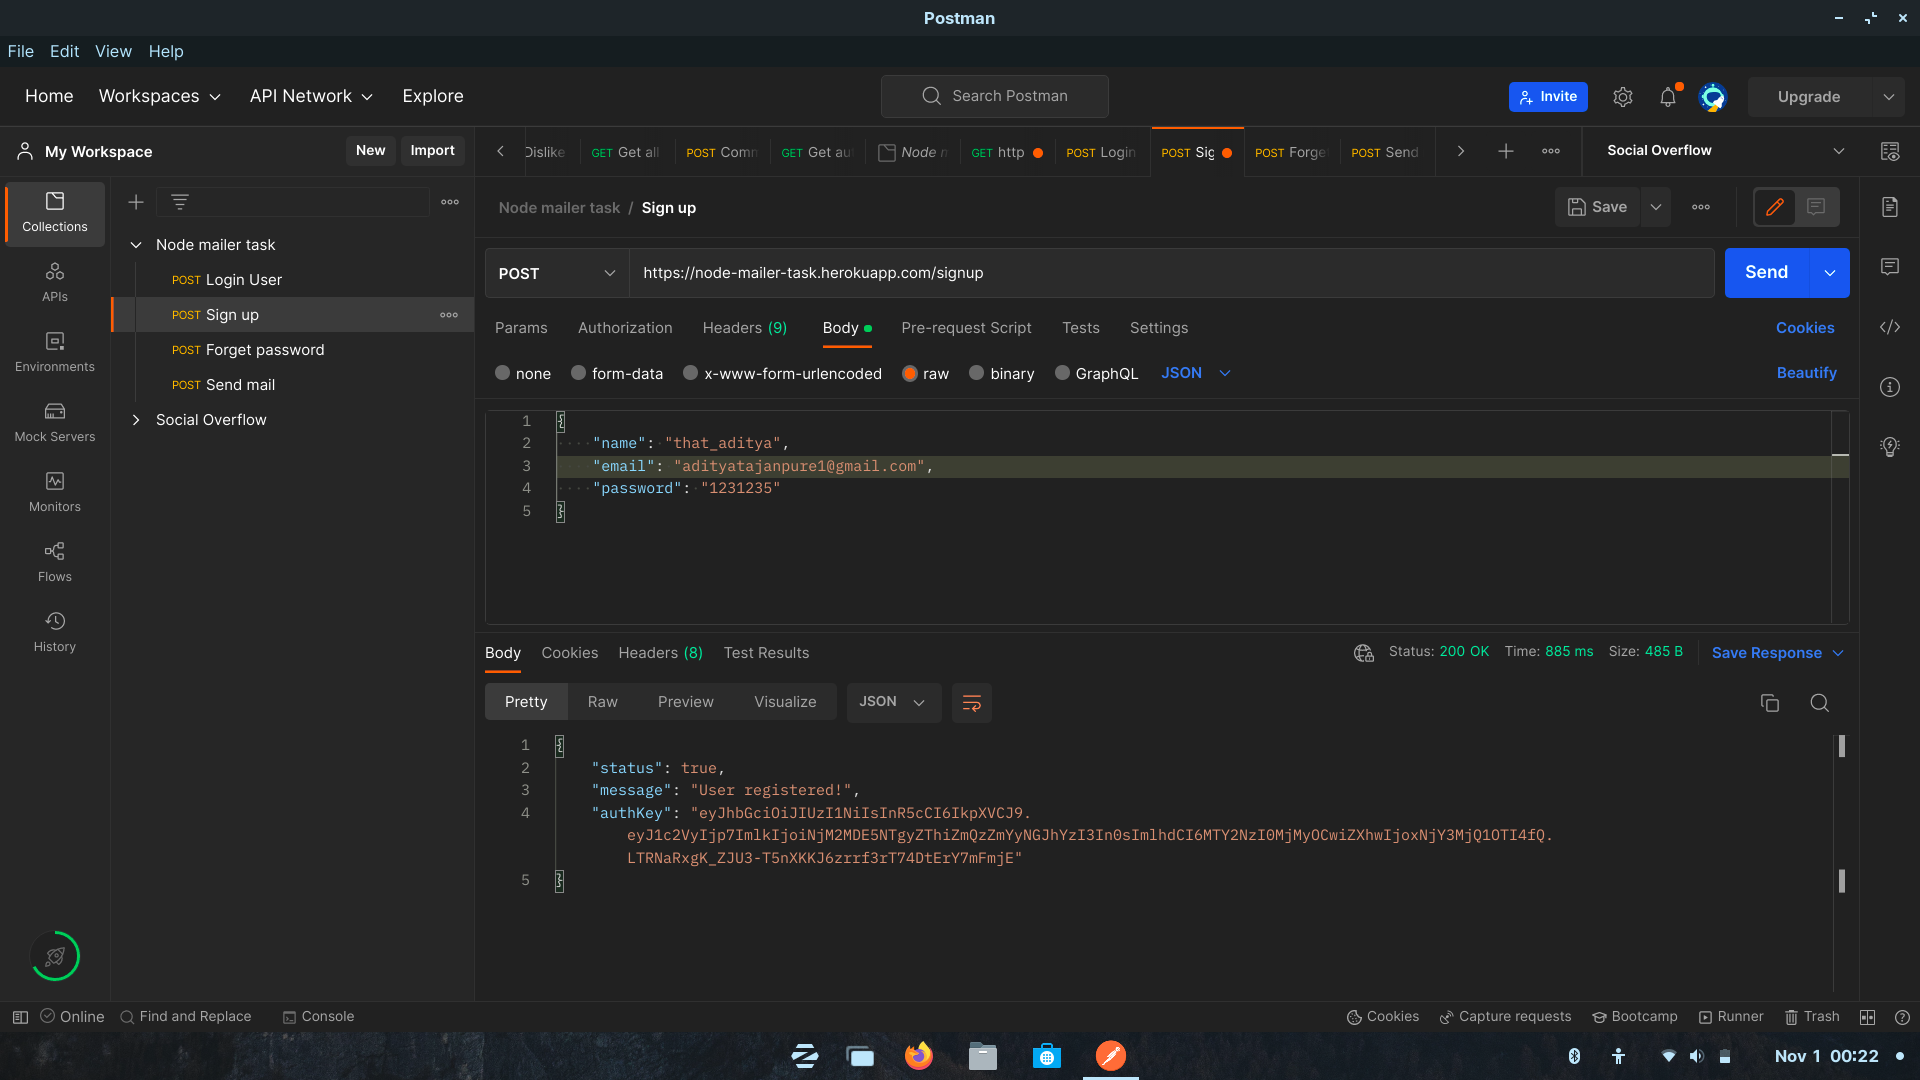 Postman
File Edit View Help
Home Workspaces API Network Explore Search Postman Invite Upgrade
My Workspace New Import
Dislike GET Get all POST Comm GET Get au Node m GET http POST Login POST Sig POST Forge POST Send Social Overflow
Collections
APIs
Environments
Mock Servers
Monitors
Flows
History
Node mailer task
POST Login User
POST Sign up
POST Forget password
POST Send mail
Social Overflow
Node mailer task / Sign up Save
POST https://node-mailer-task.herokuapp.com/signup Send
Params Authorization Headers (9) Body Pre-request Script Tests Settings Cookies
none form-data x-www-form-urlencoded raw binary GraphQL JSON Beautify
1 {
2 "name": "that_aditya",
3 "email": "adityatajanpure1@gmail.com",
4 "password": "1231235"
5 }
Body Cookies Headers (8) Test Results Status: 200 OK Time: 885 ms Size: 485 B Save Response
Pretty Raw Preview Visualize JSON
1 {
2 "status": true,
3 "message": "User registered!",
4 "authKey": "eyJhbGciOiJIUzI1NiIsInR5cCI6IkpXVCJ9.
eyJ1c2VyIjp7ImlkIjoiNjM2MDE5NTgyZThiZmQzZmYyNGJhYzI3In0sImlhdCI6MTY2NzI0MjMyOCwiZXhwIjoxNjY3MjQ1OTI4fQ.
LTRNaRxgK_ZJU3-T5nXKKJ6zrrf3rT74DtErY7mFmjE"
5 }
Online Find and Replace Console Cookies Capture requests Bootcamp Runner Trash
Nov 1 00:22